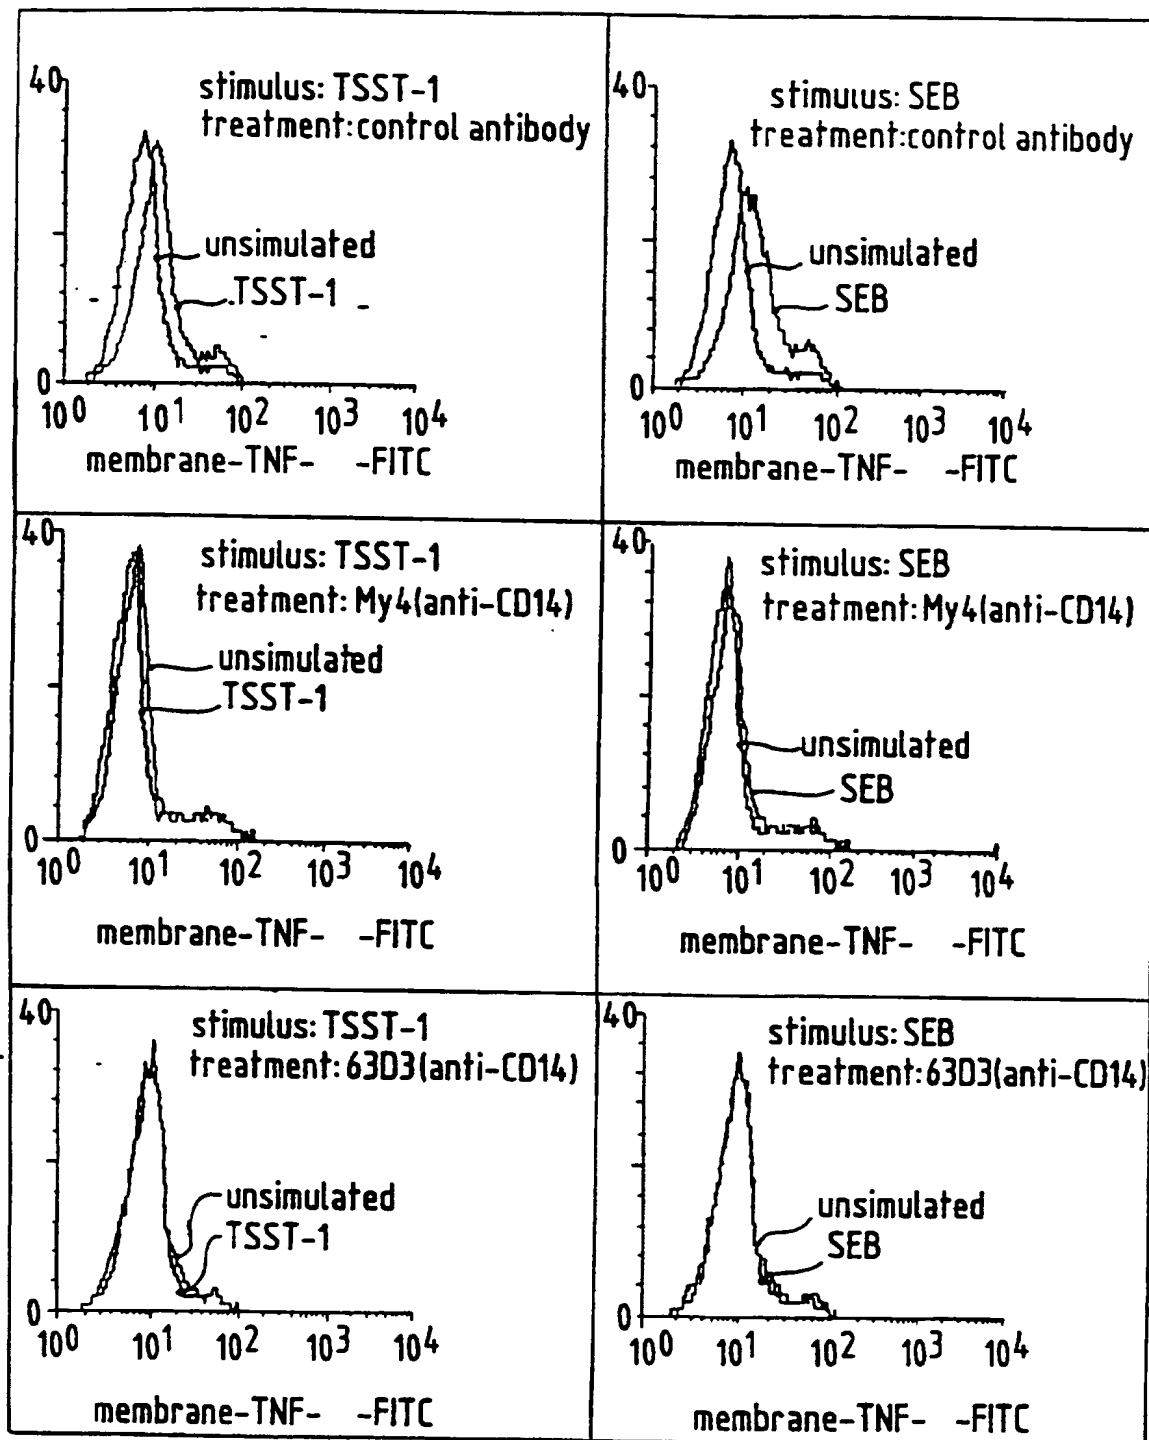 40
stimulus: TSST-1
treatment:control antibody
unsimulated
.TSST-1
0
10⁰ 10¹ 10² 10³ 10⁴
membrane-TNF- -FITC
40
stimulus: SEB
treatment:control antibody
unsimulated
SEB
0
10⁰ 10¹ 10² 10³ 10⁴
membrane-TNF- -FITC
40
stimulus: TSST-1
treatment: My4(anti-CD14)
unsimulated
TSST-1
0
10⁰ 10¹ 10² 10³ 10⁴
membrane-TNF- -FITC
40
stimulus: SEB
treatment: My4(anti-CD14)
unsimulated
SEB
0
10⁰ 10¹ 10² 10³ 10⁴
membrane-TNF- -FITC
40
stimulus: TSST-1
treatment: 63D3(anti-CD14)
unsimulated
TSST-1
0
10⁰ 10¹ 10² 10³ 10⁴
membrane-TNF- -FITC
40
stimulus: SEB
treatment:63D3(anti-CD14)
unsimulated
SEB
0
10⁰ 10¹ 10² 10³ 10⁴
membrane-TNF- -FITC